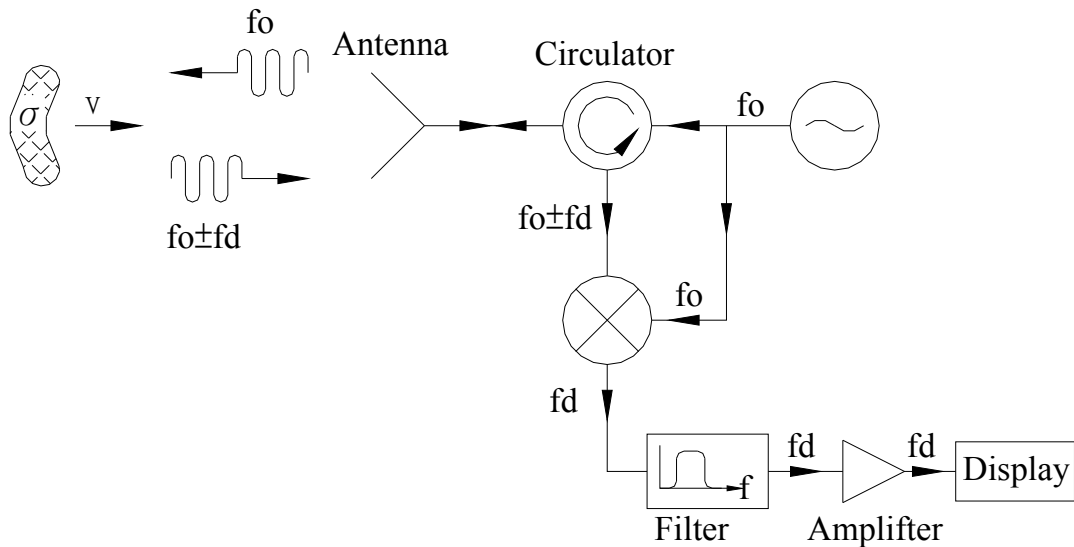 fo
Antenna
Circulator
σ
v
fo
fo±fd
fo±fd
fo
fd
f
fd
fd
Display
Filter
Amplifter